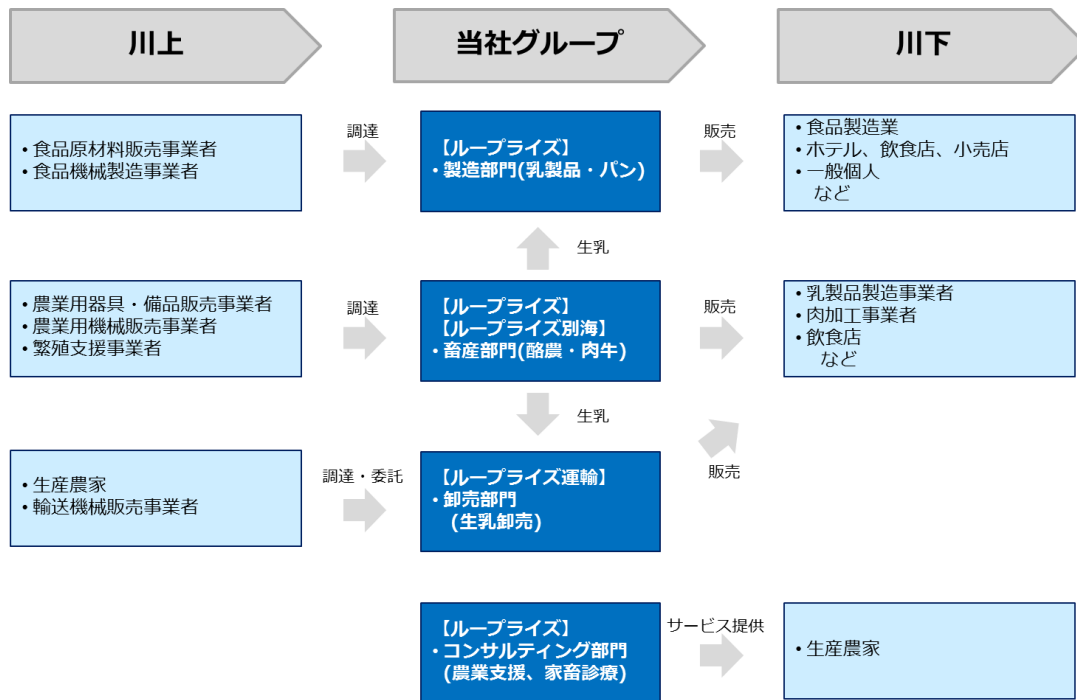 川上
当社グループ
川下
• 食品原材料販売事業者
• 食品機械製造事業者
調達
【ループライズ】
• 製造部門(乳製品・パン)
販売
• 食品製造業
• ホテル、飲食店、小売店
• 一般個人
など
生乳
• 農業用器具・備品販売事業者
• 農業用機械販売事業者
• 繁殖支援事業者
調達
【ループライズ】
【ループライズ別海】
• 畜産部門(酪農・肉牛)
販売
• 乳製品製造事業者
• 肉加工事業者
• 飲食店
など
生乳
• 生産農家
• 輸送機械販売事業者
調達・委託
【ループライズ運輸】
• 卸売部門
(生乳卸売)
販売
【ループライズ】
• コンサルティング部門
(農業支援、家畜診療)
サービス提供
• 生産農家